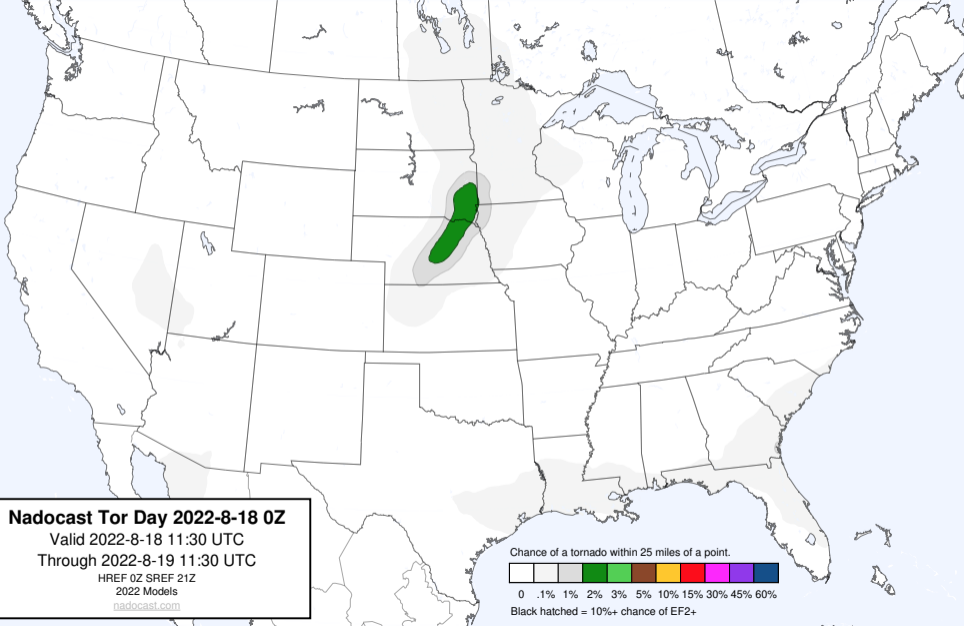 Nadocast Tor Day 2022-8-18 0Z
Valid 2022-8-18 11:30 UTC
Through 2022-8-19 11:30 UTC
HREF 0Z SREF 21Z
2022 Models
nadocast.com
Chance of a tornado within 25 miles of a point.
0 .1% 1% 2% 3% 5% 10% 15% 30% 45% 60%
Black hatched = 10%+ chance of EF2+